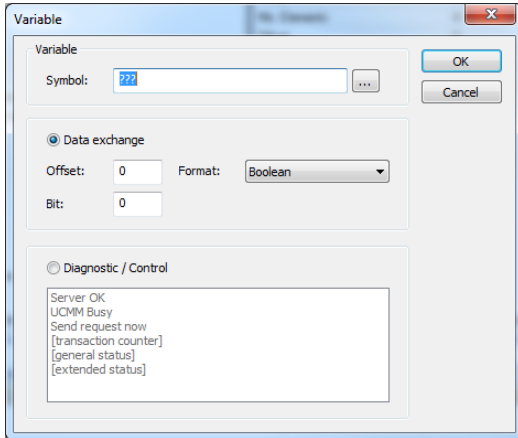 Variable
Variable
Symbol: ??? ...
OK
Cancel
Data exchange
Offset: 0 Format: Boolean
Bit: 0
Diagnostic / Control
Server OK
UCMM Busy
Send request now
[transaction counter]
[general status]
[extended status]